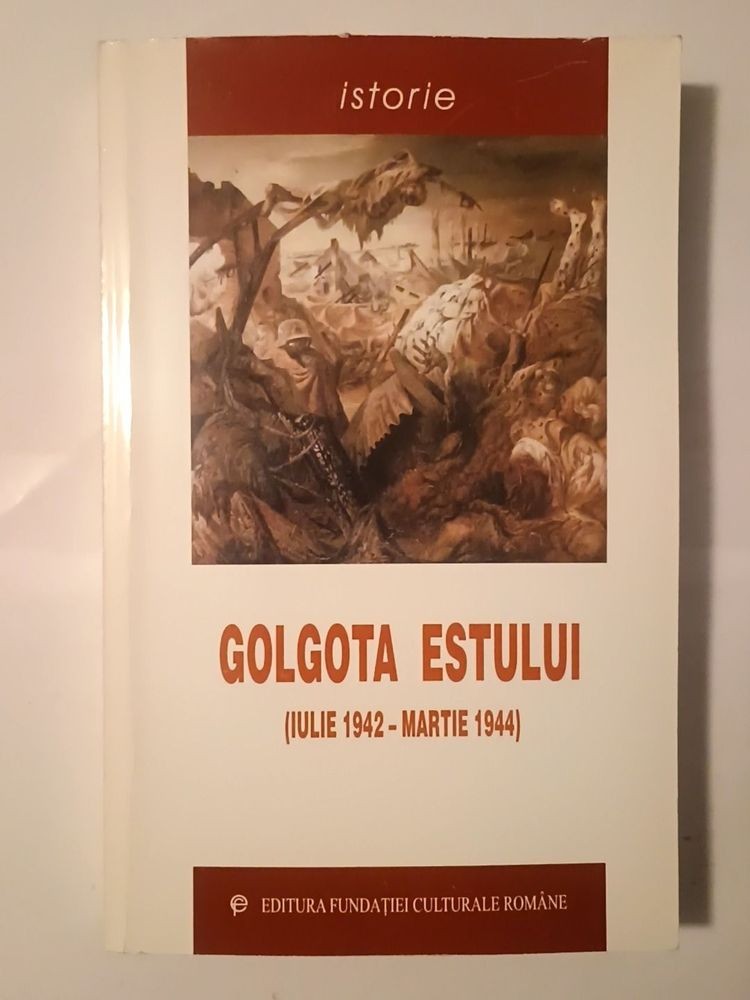 istorie
GOLGOTA ESTULUI
(IULIE 1942 - MARTIE 1944)
EDITURA FUNDAȚIEI CULTURALE ROMÂNE